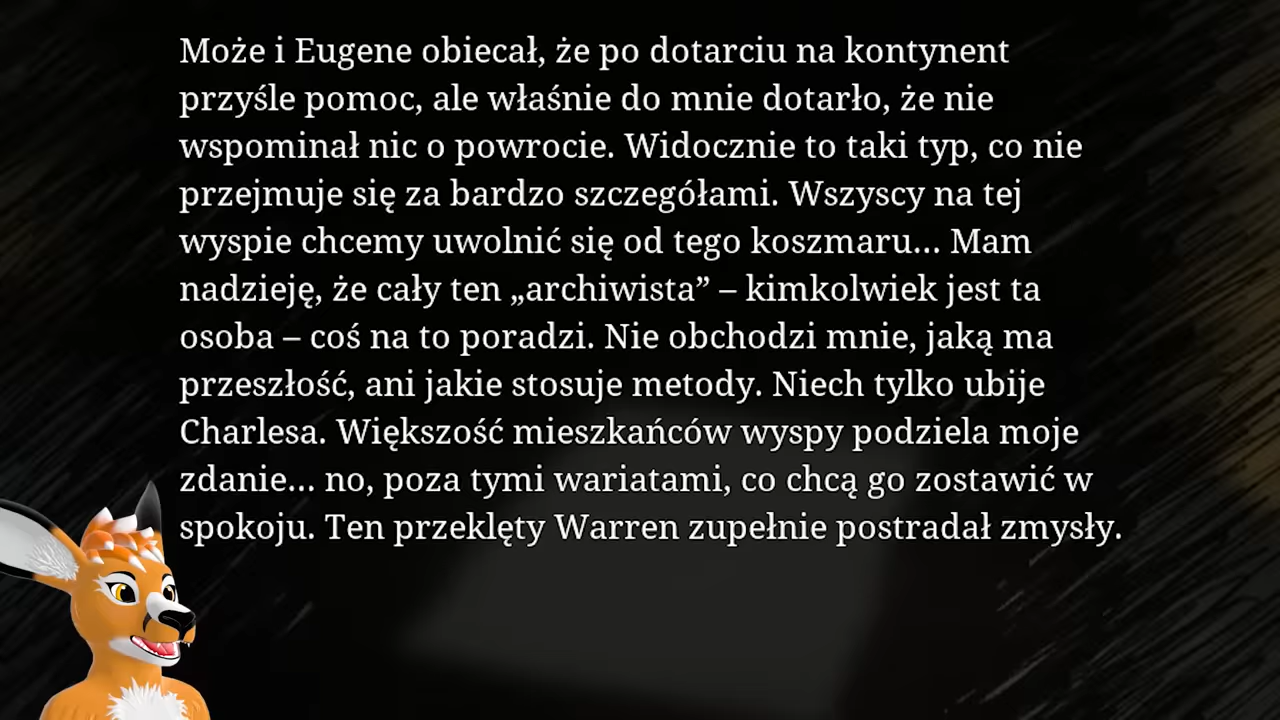 Może i Eugene obiecał, że po dotarciu na kontynent
przyśle pomoc, ale właśnie do mnie dotarło, że nie
wspominał nic o powrocie. Widocznie to taki typ, co nie
przejmuje się za bardzo szczegółami. Wszyscy na tej
wyspie chcemy uwolnić się od tego koszmaru... Mam
nadzieję, że cały ten „archiwista” – kimkolwiek jest ta
osoba – coś na to poradzi. Nie obchodzi mnie, jaką ma
przeszłość, ani jakie stosuje metody. Niech tylko ubije
Charlesa. Większość mieszkańców wyspy podziela moje
zdanie... no, poza tymi wariatami, co chcą go zostawić w
spokoju. Ten przeklęty Warren zupełnie postradał zmysły.